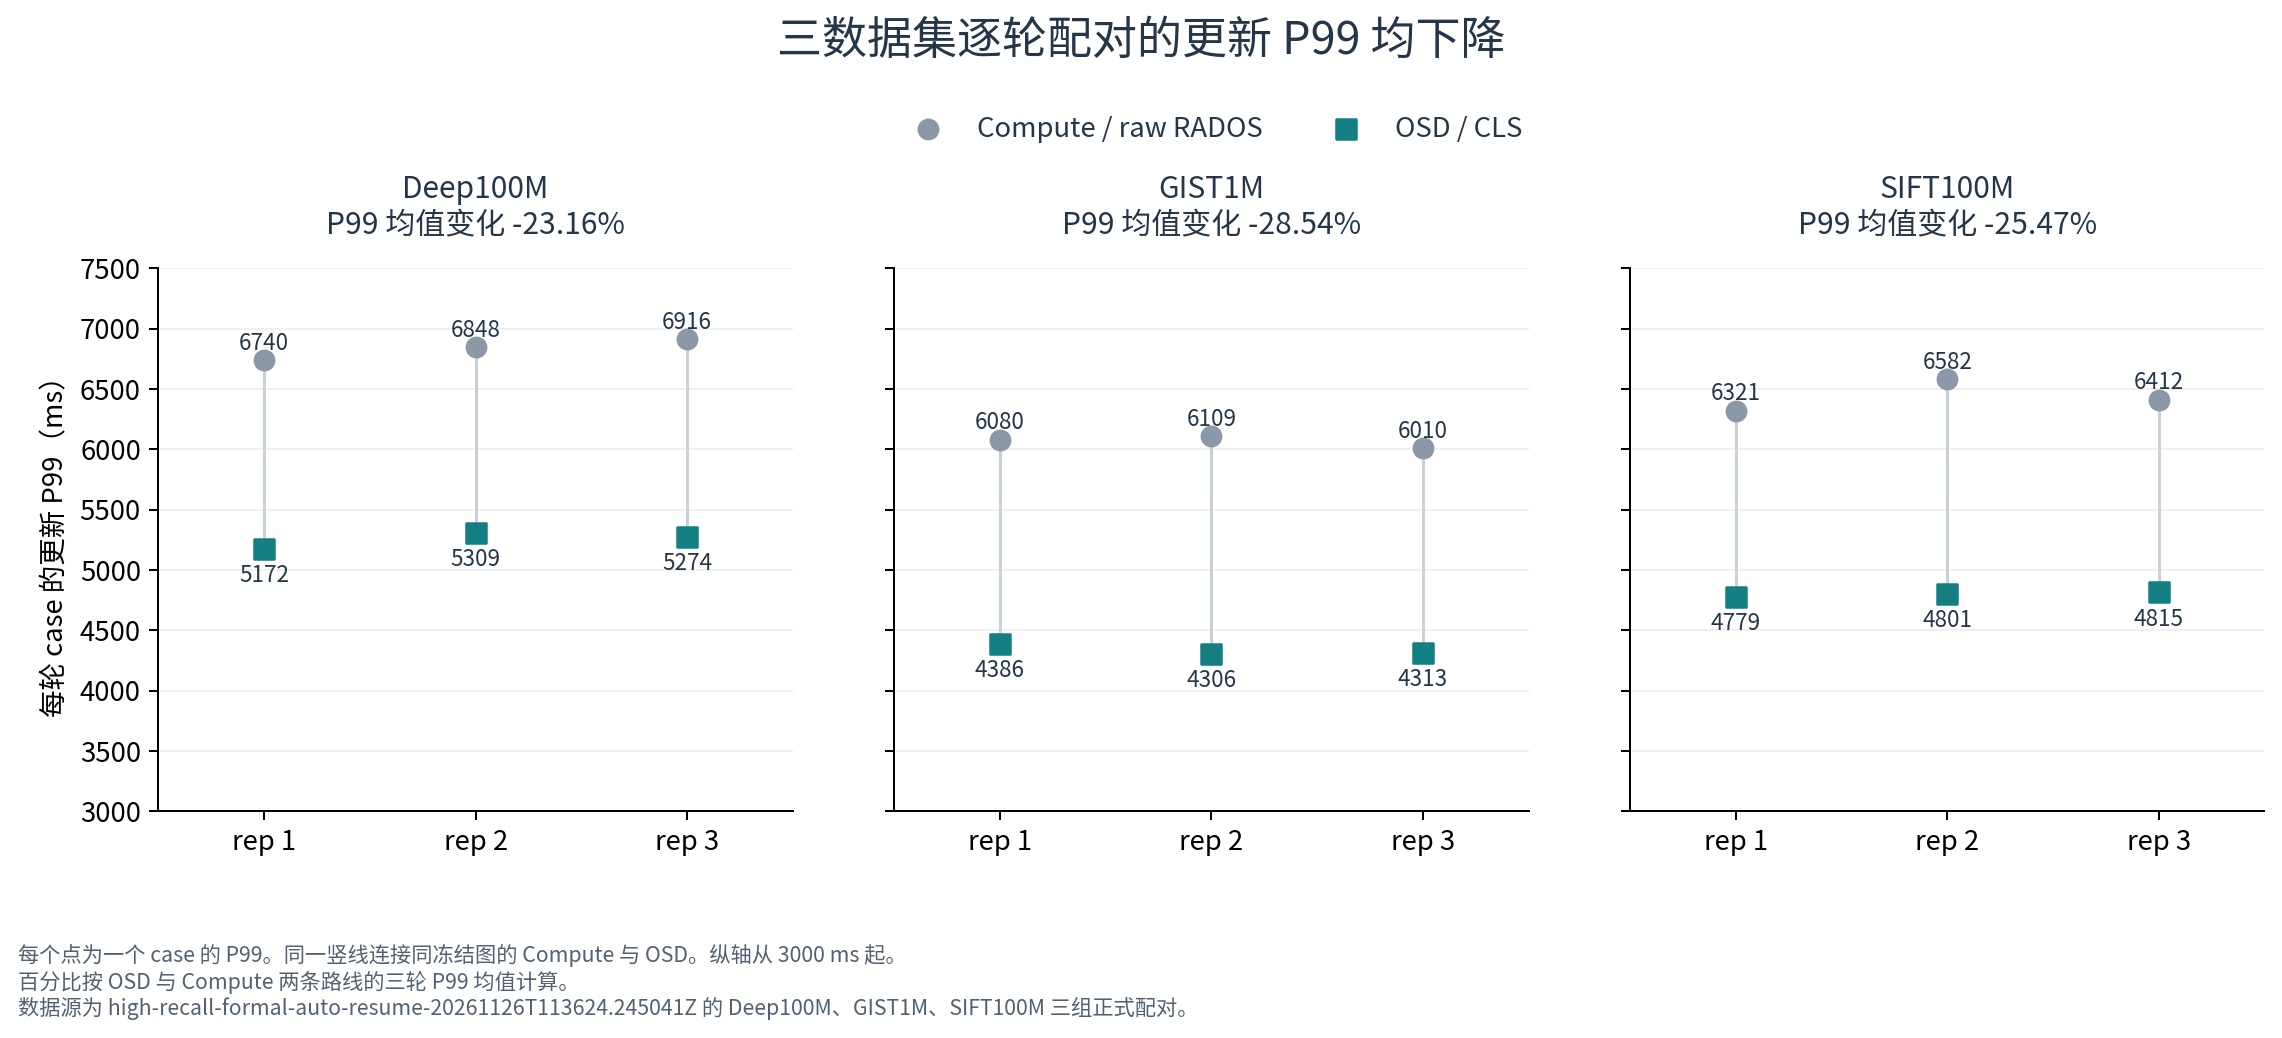 三数据集逐轮配对的更新 P99 均下降
Compute / raw RADOS
OSD / CLS
Deep100M
P99 均值变化 -23.16%
GIST1M
P99 均值变化 -28.54%
SIFT100M
P99 均值变化 -25.47%
每轮 case 的更新 P99（ms）
7500
7000
6500
6000
5500
5000
4500
4000
3500
3000
6740
6848
6916
5172
5309
5274
rep 1
rep 2
rep 3
6080
6109
6010
4386
4306
4313
rep 1
rep 2
rep 3
6321
6582
6412
4779
4801
4815
rep 1
rep 2
rep 3
每个点为一个 case 的 P99。同一竖线连接同冻结图的 Compute 与 OSD。纵轴从 3000 ms 起。
百分比按 OSD 与 Compute 两条路线的三轮 P99 均值计算。
数据源为 high-recall-formal-auto-resume-20261126T113624.245041Z 的 Deep100M、GIST1M、SIFT100M 三组正式配对。